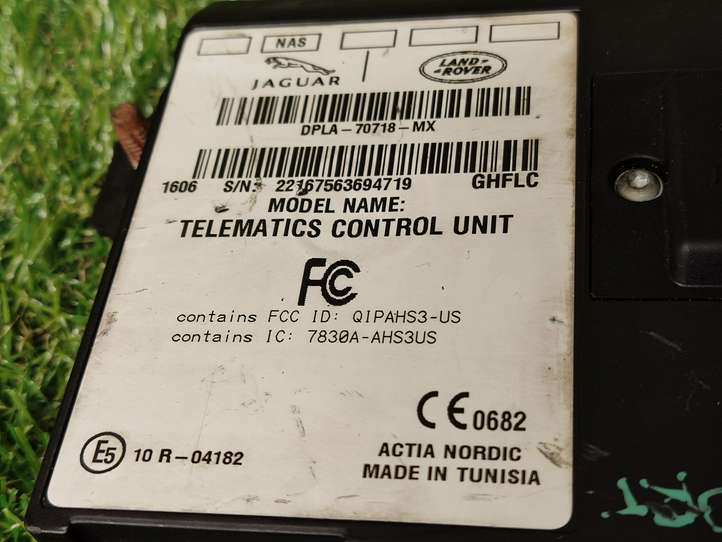 NAS
JAGUAR
LAND-
-ROVER
DPLA-70718-MX
1606 S/N: 22167563694719 GHFLC
MODEL NAME:
TELEMATICS CONTROL UNIT
FC
contains FCC ID: QIPAHS3-US
contains IC: 7830A-AHS3US
CE 0682
E5 10 R-04182
ACTIA NORDIC
MADE IN TUNISIA